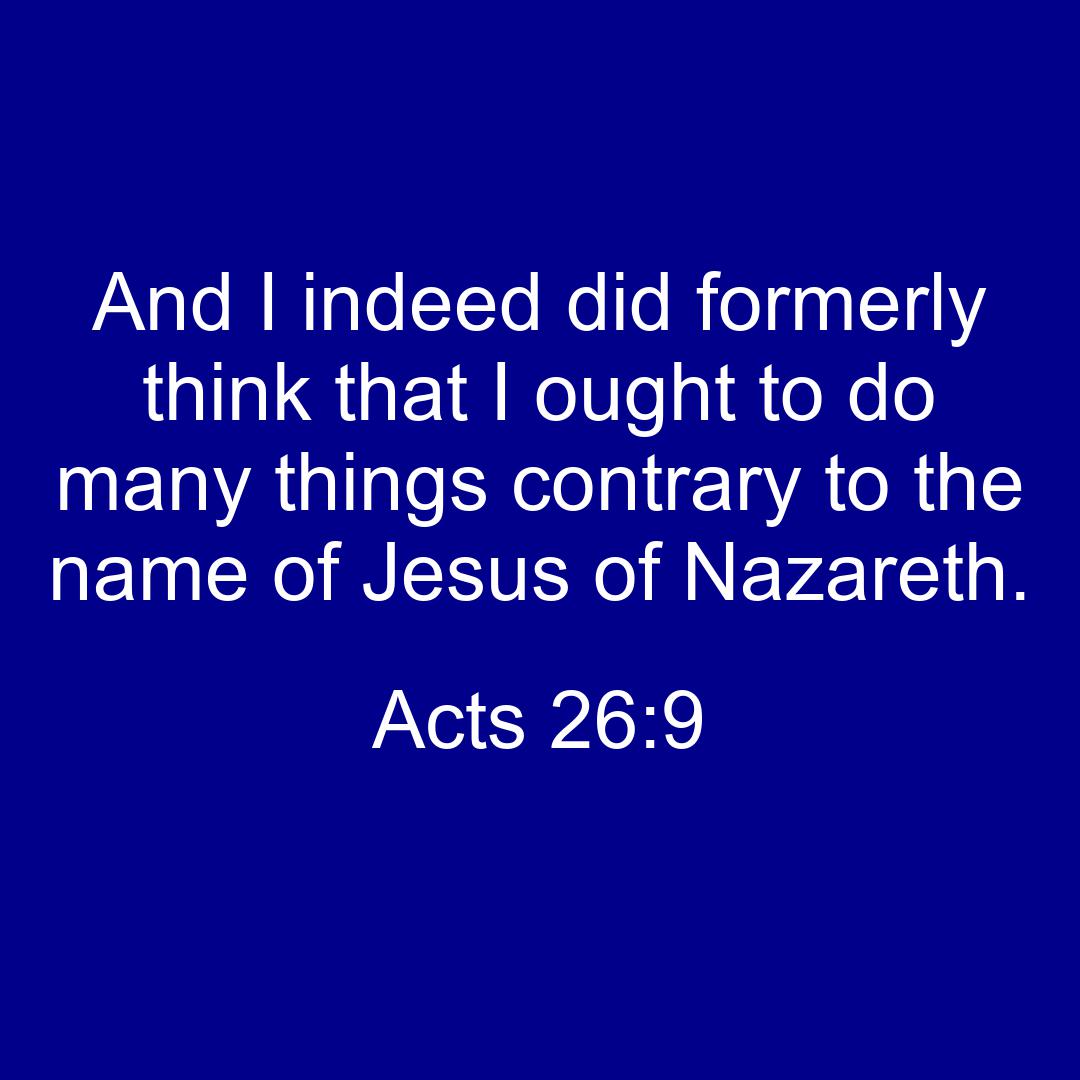 And I indeed did formerly
think that I ought to do
many things contrary to the
name of Jesus of Nazareth.
Acts 26:9